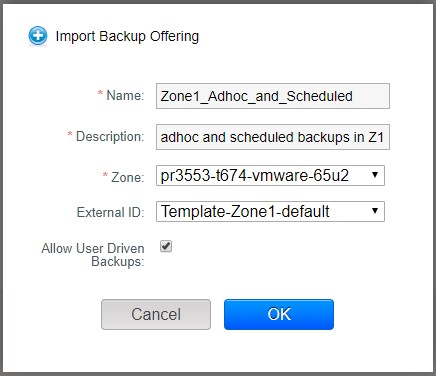 Import Backup Offering
* Name: Zone1_Adhoc_and_Scheduled
* Description: adhoc and scheduled backups in Z1
* Zone: pr3553-t674-vmware-65u2
External ID: Template-Zone1-default
Allow User Driven
Backups:
Cancel OK